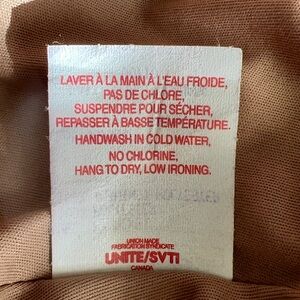 LAVER À LA MAIN À L'EAU FROIDE,
PAS DE CHLORE,
SUSPENDRE POUR SÉCHER,
REPASSER À BASSE TEMPÉRATURE.
HANDWASH IN COLD WATER,
NO CHLORINE,
HANG TO DRY, LOW IRONING.
UNION MADE
FABRICATION SYNDICATE
UNITE/SVTI
CANADA